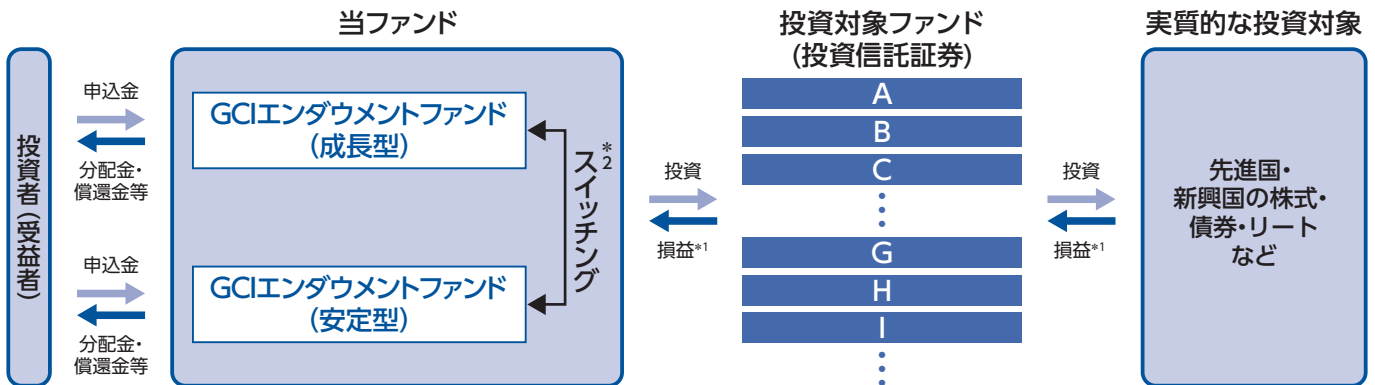 当ファンド
投資対象ファンド
(投資信託証券)
実質的な投資対象
投資者(受益者)
申込金
分配金・
償還金等
申込金
分配金・
償還金等
GCIエンダウメントファンド
(成長型)
GCIエンダウメントファンド
(安定型)
スイッチング*2
投資
損益*1
A
B
C
⋮
G
H
I
⋮
投資
損益*1
先進国・
新興国の株式・
債券・リート
など